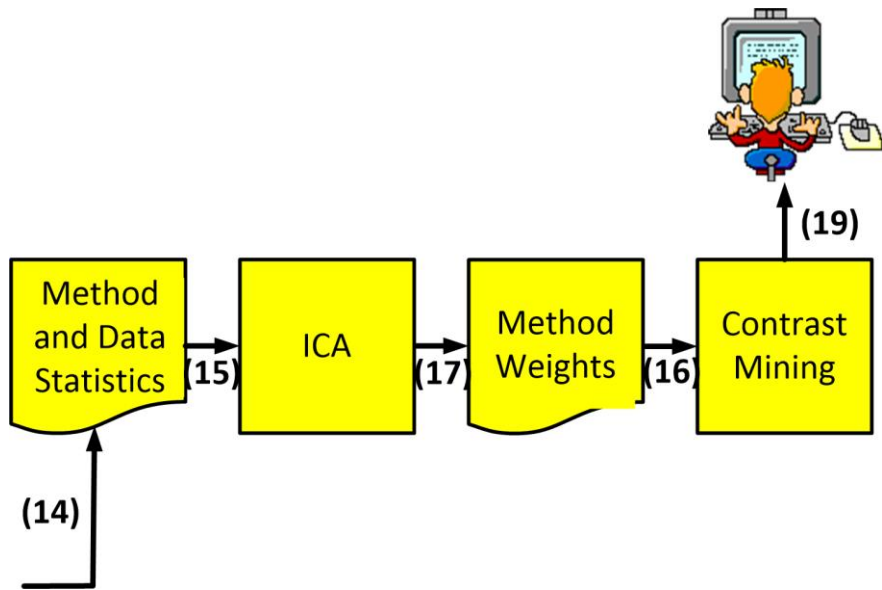 (19)
Method
and Data
Statistics
(15)
ICA
(17)
Method
Weights
(16)
Contrast
Mining
(14)